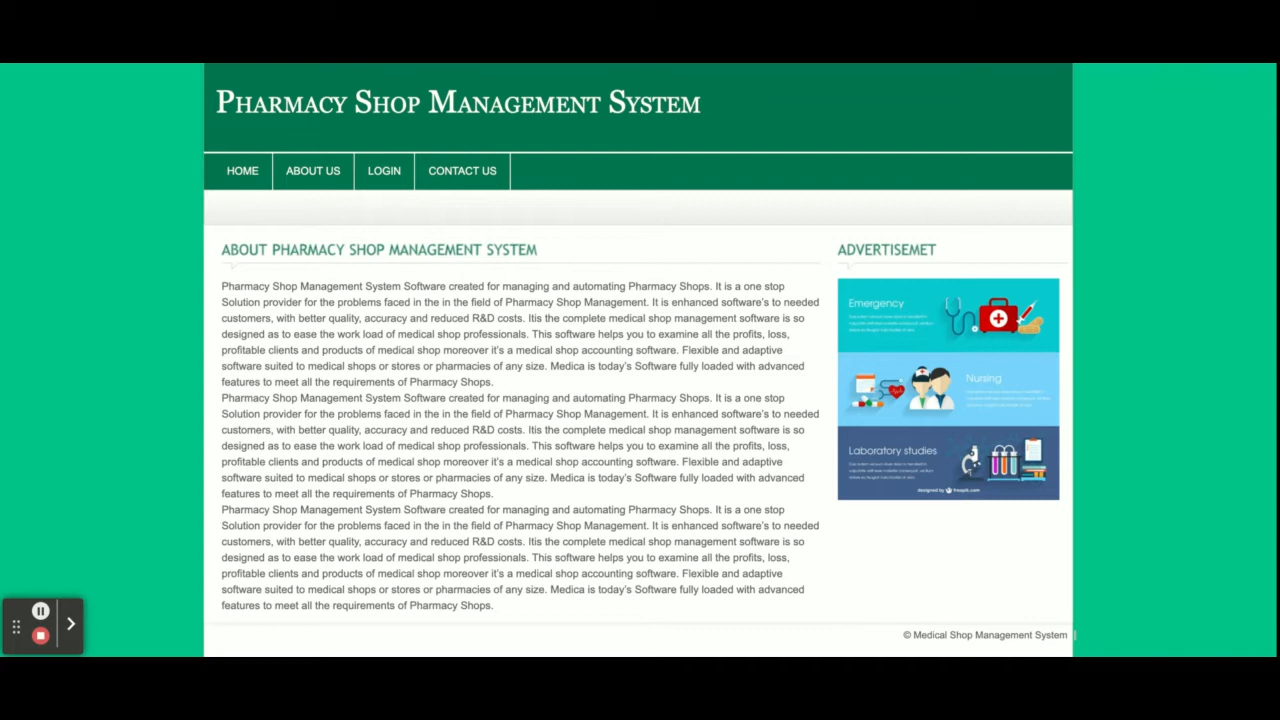 Pharmacy Shop Management System
HOME
ABOUT US
LOGIN
CONTACT US
ABOUT PHARMACY SHOP MANAGEMENT SYSTEM
Pharmacy Shop Management System Software created for managing and automating Pharmacy Shops. It is a one stop
Solution provider for the problems faced in the in the field of Pharmacy Shop Management. It is enhanced software's to needed
customers, with better quality, accuracy and reduced R&D costs. Itis the complete medical shop management software is so
designed as to ease the work load of medical shop professionals. This software helps you to examine all the profits, loss,
profitable clients and products of medical shop moreover it's a medical shop accounting software. Flexible and adaptive
software suited to medical shops or stores or pharmacies of any size. Medica is today's Software fully loaded with advanced
features to meet all the requirements of Pharmacy Shops.
Pharmacy Shop Management System Software created for managing and automating Pharmacy Shops. It is a one stop
Solution provider for the problems faced in the in the field of Pharmacy Shop Management. It is enhanced software's to needed
customers, with better quality, accuracy and reduced R&D costs. Itis the complete medical shop management software is so
designed as to ease the work load of medical shop professionals. This software helps you to examine all the profits, loss,
profitable clients and products of medical shop moreover it's a medical shop accounting software. Flexible and adaptive
software suited to medical shops or stores or pharmacies of any size. Medica is today's Software fully loaded with advanced
features to meet all the requirements of Pharmacy Shops.
Pharmacy Shop Management System Software created for managing and automating Pharmacy Shops. It is a one stop
Solution provider for the problems faced in the in the field of Pharmacy Shop Management. It is enhanced software's to needed
customers, with better quality, accuracy and reduced R&D costs. Itis the complete medical shop management software is so
designed as to ease the work load of medical shop professionals. This software helps you to examine all the profits, loss,
profitable clients and products of medical shop moreover it's a medical shop accounting software. Flexible and adaptive
software suited to medical shops or stores or pharmacies of any size. Medica is today's Software fully loaded with advanced
features to meet all the requirements of Pharmacy Shops.
ADVERTISEMET
Emergency
Nursing
Laboratory studies
designed by freepik.com
© Medical Shop Management System